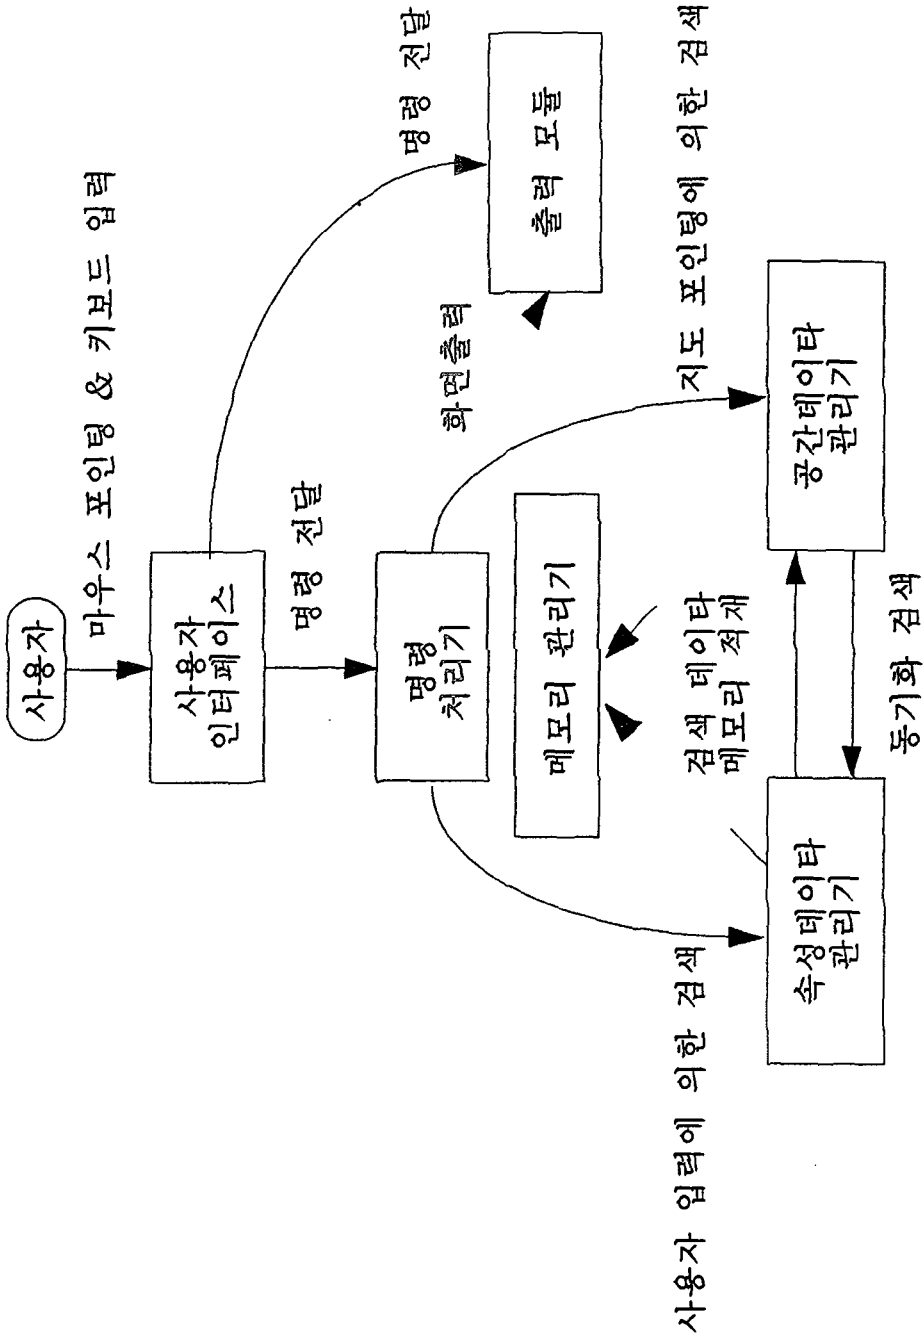 사용자
마우스 포인팅 & 키보드 입력
사용자
인터페이스
명령 전달
명령 전달
명령
처리기
화면출력
출력 모듈
메모리 관리기
사용자 입력에 의한 검색
검색 데이타
메모리 적재
지도 포인팅에 의한 검색
속성데이타
관리기
공간데이타
관리기
동기화 검색